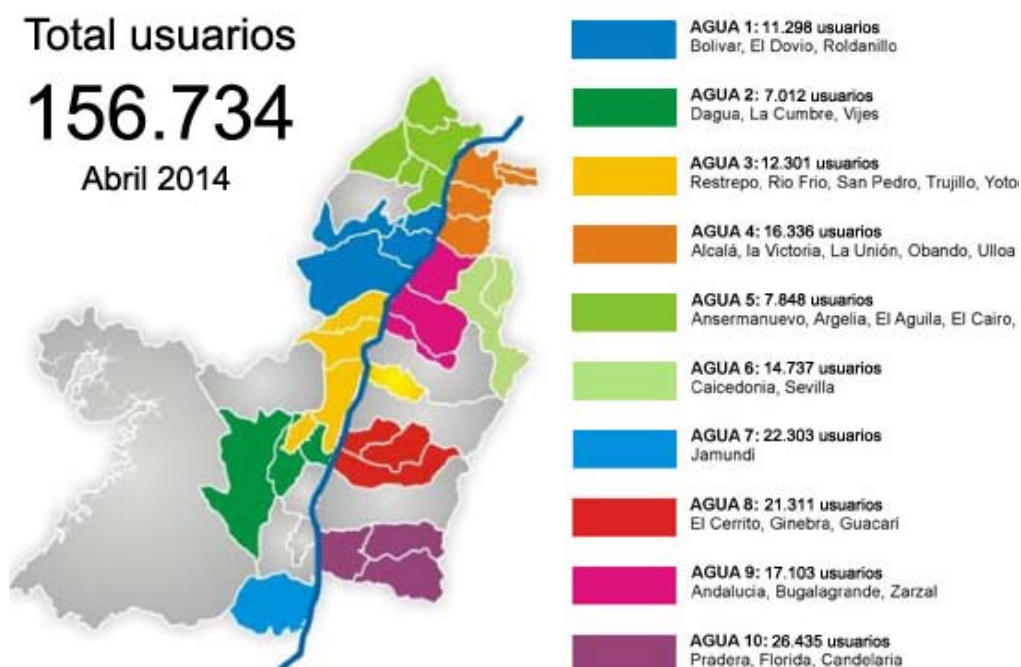 Total usuarios
156.734
Abril 2014
AGUA 1: 11.298 usuarios
Bolivar, El Dovio, Roldanillo
AGUA 2: 7.012 usuarios
Dagua, La Cumbre, Vijes
AGUA 3: 12.301 usuarios
Restrepo, Rio Frio, San Pedro, Trujillo, Yoto
AGUA 4: 16.336 usuarios
Alcalá, la Victoria, La Unión, Obando, Ulloa
AGUA 5: 7.848 usuarios
Ansermanuevo, Argelia, El Aguila, El Cairo,
AGUA 6: 14.737 usuarios
Caicedonia, Sevilla
AGUA 7: 22.303 usuarios
Jamundi
AGUA 8: 21.311 usuarios
El Cerrito, Ginebra, Guacarí
AGUA 9: 17.103 usuarios
Andalucia, Bugalagrande, Zarzal
AGUA 10: 26.435 usuarios
Pradera, Florida, Candelaria